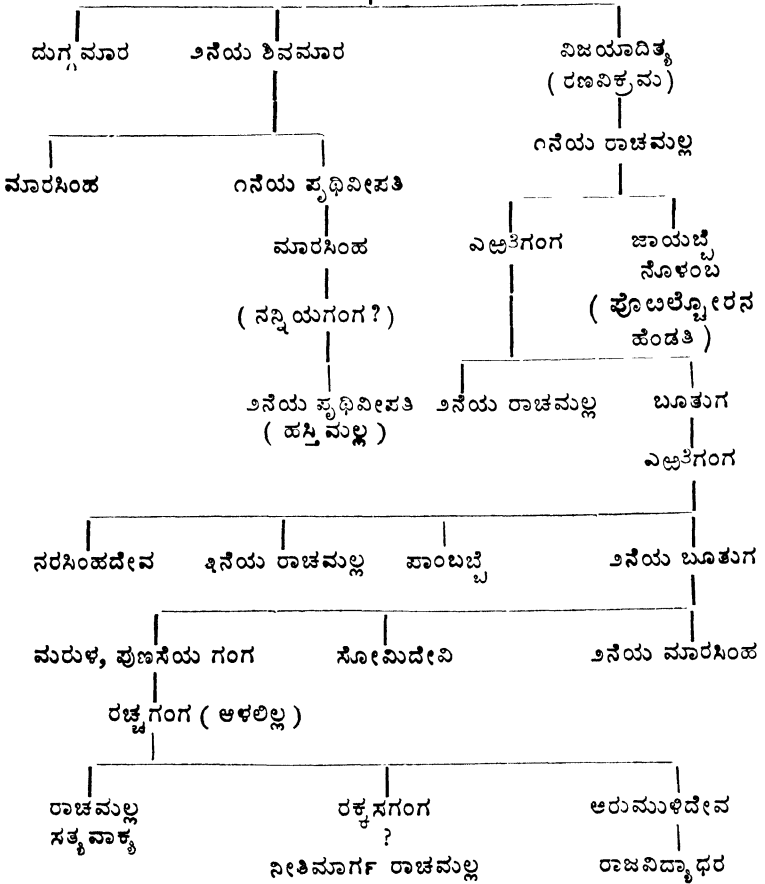 ದುಗ್ಗಮಾರ ೨ನೆಯ ಶಿವಮಾರ ವಿಜಯಾದಿತ್ಯ
( ರಣವಿಕ್ರಮ )
೧ನೆಯ ರಾಚಮಲ್ಲ
ಮಾರಸಿಂಹ ೧ನೆಯ ಪೃಥಿವೀಪತಿ
ಮಾರಸಿಂಹ ಎಱೆಗಂಗ ಜಾಯಬ್ಬೆ
ನೊಳಂಬ
( ನನ್ನಿಯಗಂಗ ? ) ( ಪೊೞಲ್ಚೋರನ
ಹೆಂಡತಿ )
೨ನೆಯ ಪೃಥಿವೀಪತಿ ೨ನೆಯ ರಾಚಮಲ್ಲ ಬೂತುಗ
( ಹಸ್ತಿಮಲ್ಲ )
ಎಱೆಗಂಗ
ನರಸಿಂಹದೇವ ೩ನೆಯ ರಾಚಮಲ್ಲ ಪಾಂಬಬ್ಬೆ ೨ನೆಯ ಬೂತುಗ
ಮರುಳ, ಪುಣಸೆಯ ಗಂಗ ಸೋಮಿದೇವಿ ೨ನೆಯ ಮಾರಸಿಂಹ
ರಚ್ಚಗಂಗ ( ಆಳಲಿಲ್ಲ )
ರಾಚಮಲ್ಲ ರಕ್ಕಸಗಂಗ ಆರುಮುಳಿದೇವ
ಸತ್ಯವಾಕ್ಯ ?
ನೀತಿಮಾರ್ಗ ರಾಚಮಲ್ಲ ರಾಜವಿದ್ಯಾಧರ